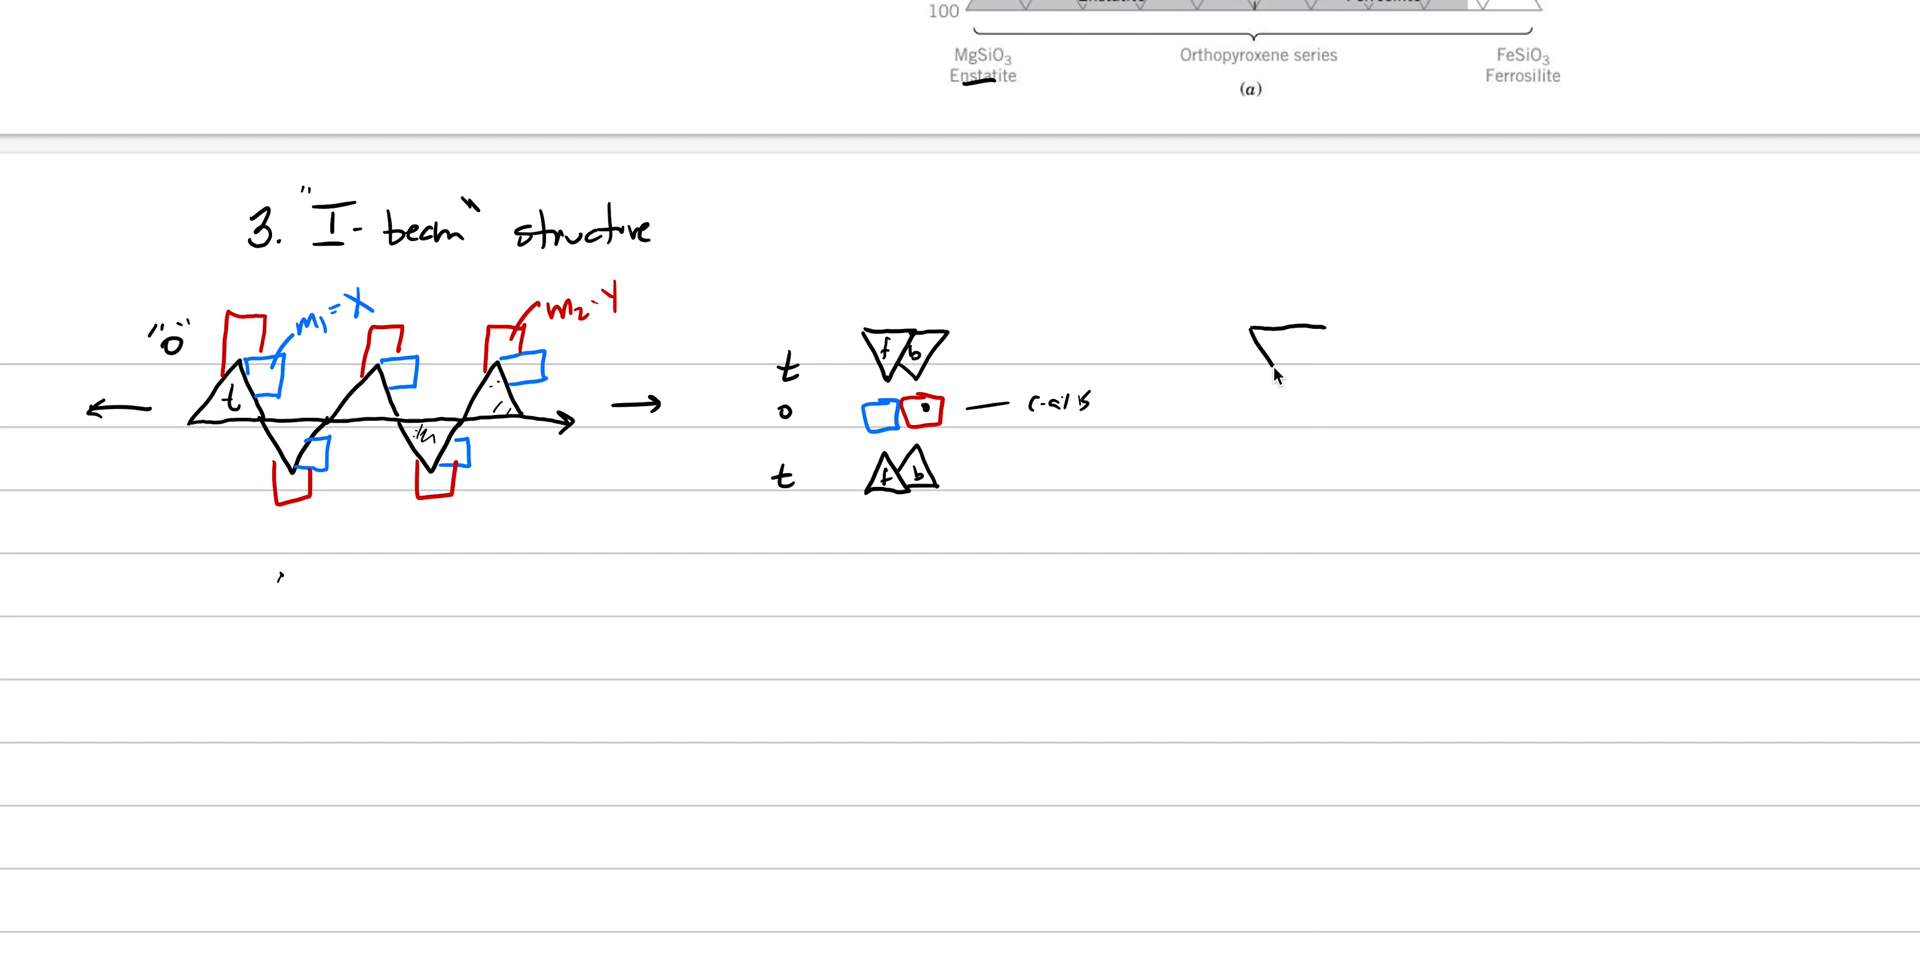 100
MgSiO₃
Enstatite
Orthopyroxene series
FeSiO₃
Ferrosilite
(a)
3. "I-beam" structure
"o"
m₁=X
m₂=Y
t
t
f b
o
c-axis
t
f b